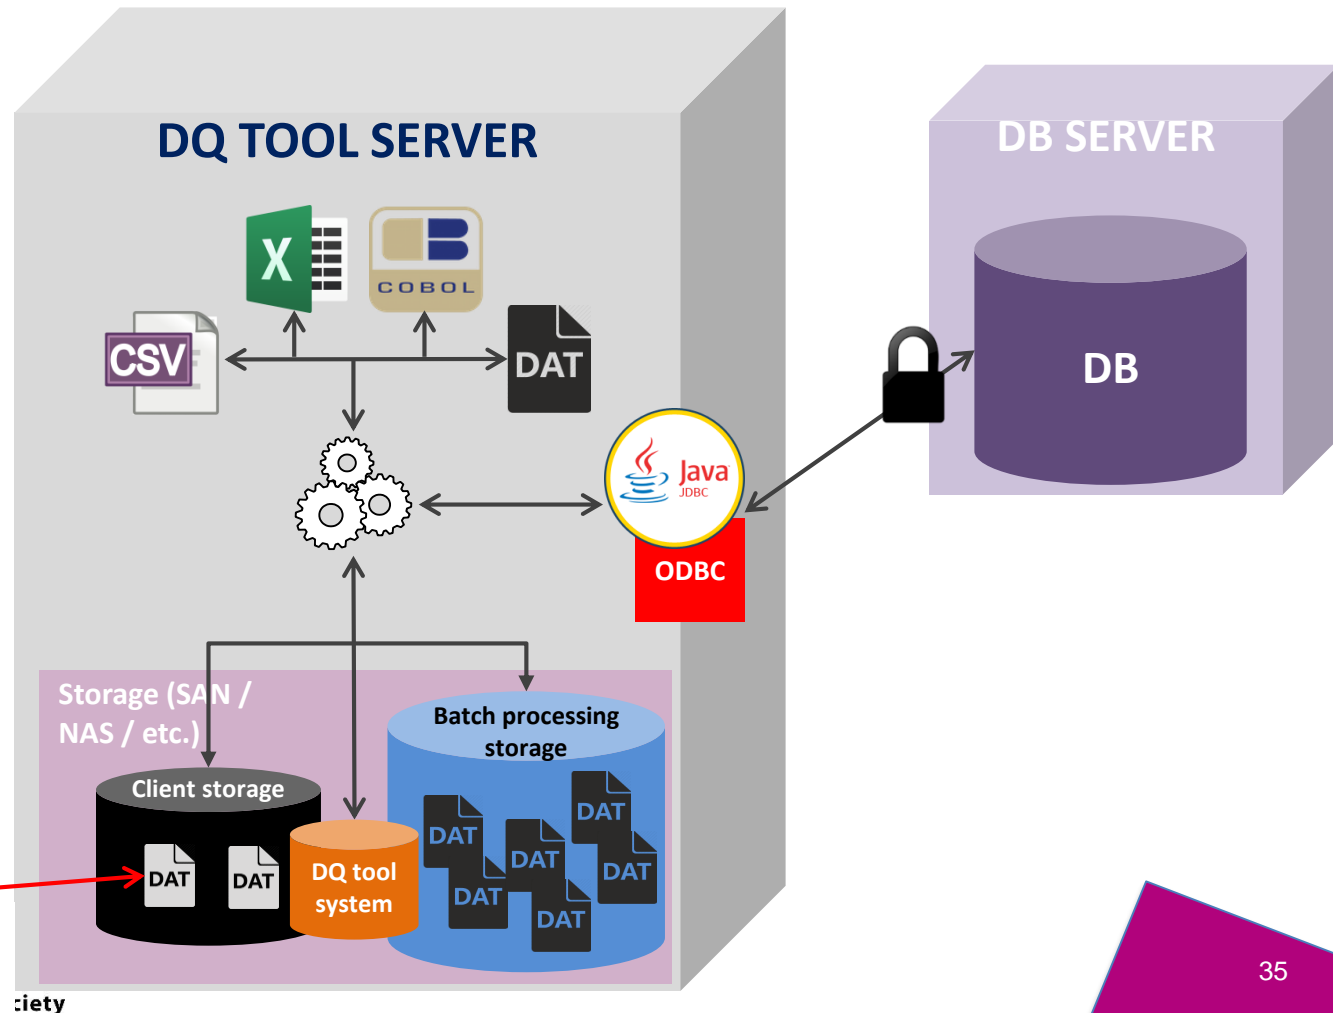 DQ TOOL SERVER
DB SERVER
X
COBOL
CSV
DAT
DB
Java
JDBC
ODBC
Storage (SAN /
NAS / etc.)
Batch processing
storage
Client storage
DAT
DAT
DQ tool
system
DAT
DAT
DAT
DAT
DAT
DAT
35
ciety